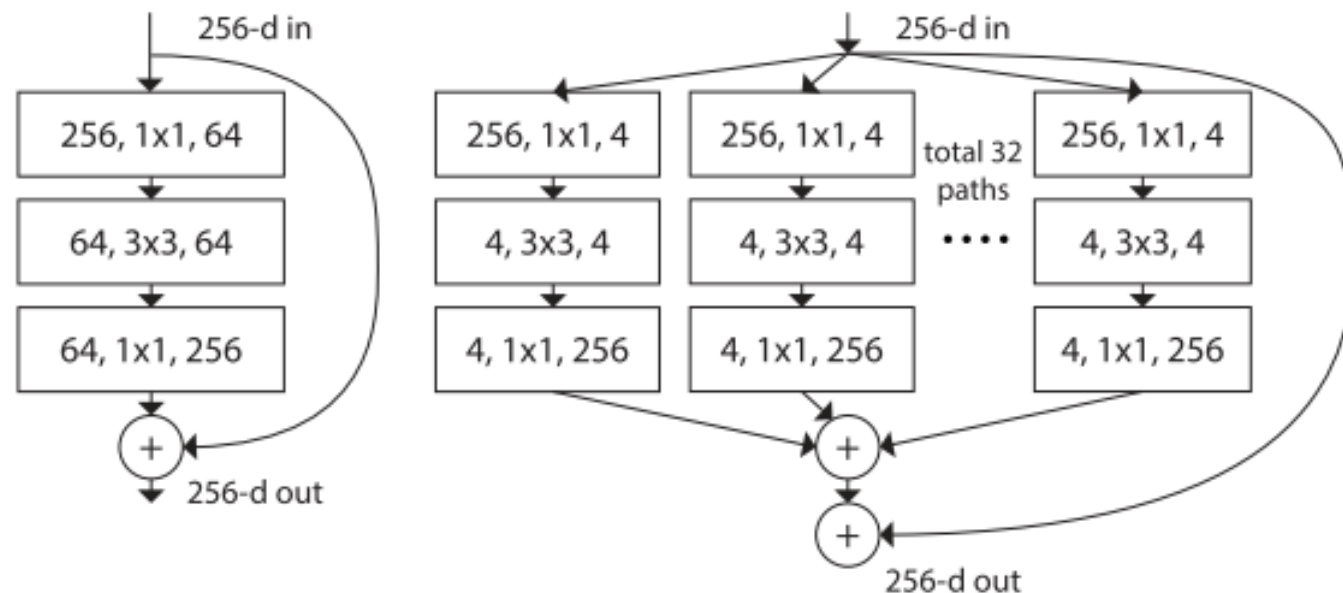 256-d in
256, 1x1, 64
64, 3x3, 64
64, 1x1, 256
+
256-d out
256-d in
256, 1x1, 4
256, 1x1, 4
total 32
paths
....
256, 1x1, 4
4, 3x3, 4
4, 3x3, 4
4, 3x3, 4
4, 1x1, 256
4, 1x1, 256
4, 1x1, 256
+
+
256-d out